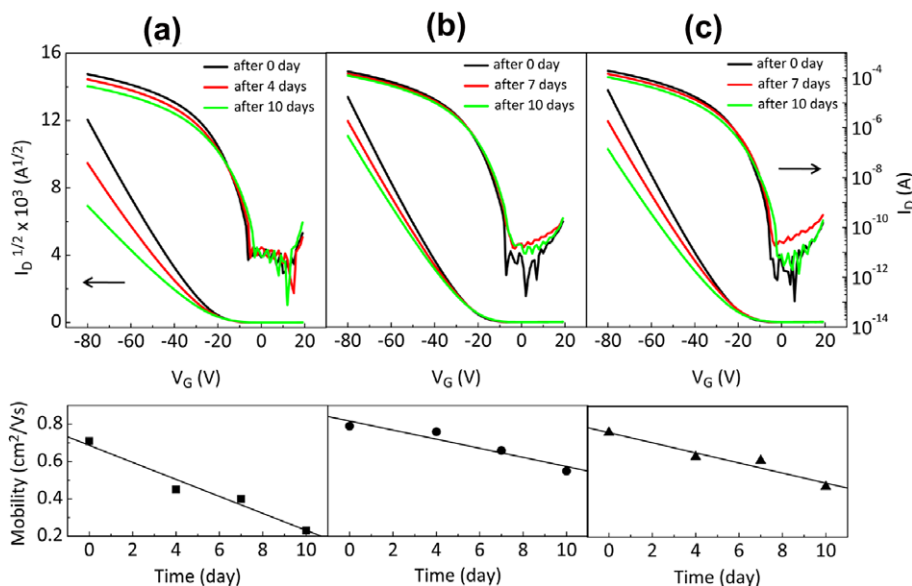 (a) (b) (c)
after 0 day after 0 day after 0 day
after 4 days after 7 days after 7 days
after 10 days after 10 days after 10 days
16
12
8
4
0
I_D^1/2 x 10^3 (A^1/2)
10^-4
10^-6
10^-8
10^-10
10^-12
10^-14
I_D (A)
-80 -60 -40 -20 0 20 -80 -60 -40 -20 0 20 -80 -60 -40 -20 0 20
V_G (V) V_G (V) V_G (V)
0.8
0.6
0.4
0.2
Mobility (cm^2/Vs)
0 4 6 8 10 0 2 4 6 8 10 0 2 4 6 8 10
Time (day) Time (day) Time (day)